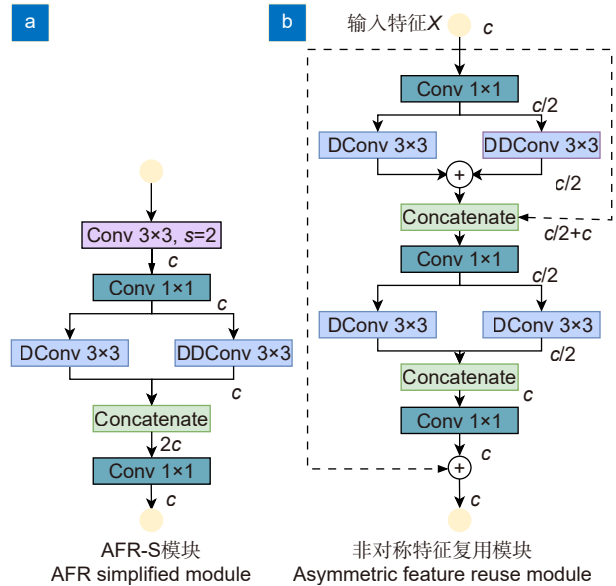 a
Conv 3×3, s=2
c
Conv 1×1
c
DConv 3×3
DDConv 3×3
c
Concatenate
2c
Conv 1×1
c
AFR-S模块
AFR simplified module
b
输入特征X
c
Conv 1×1
c/2
DConv 3×3
DDConv 3×3
+
c/2
Concatenate
c/2+c
Conv 1×1
c/2
DConv 3×3
DConv 3×3
c/2
Concatenate
c
Conv 1×1
c
+
c
非对称特征复用模块
Asymmetric feature reuse module